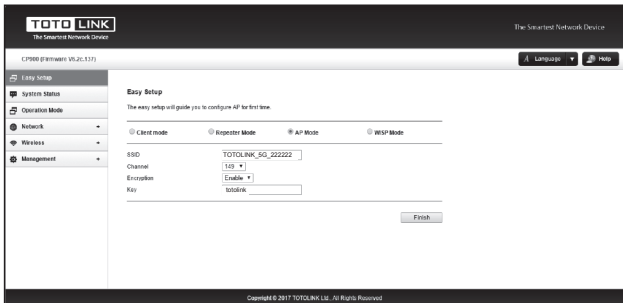 TOTO LINK
The Smartest Network Device
The Smartest Network Device
CP900 (Firmware V6.2c.137)
Language
Help
Easy Setup
System Status
Operation Mode
Network
Wireless
Management
Easy Setup
The easy setup will guide you to configure AP for first time.
Client mode Repeater Mode AP Mode WISP Mode
SSID TOTOLINK_5G_222222
Channel 149
Encryption Enable
Key totolink
Finish
Copyright © 2017 TOTOLINK Ltd., All Rights Reserved